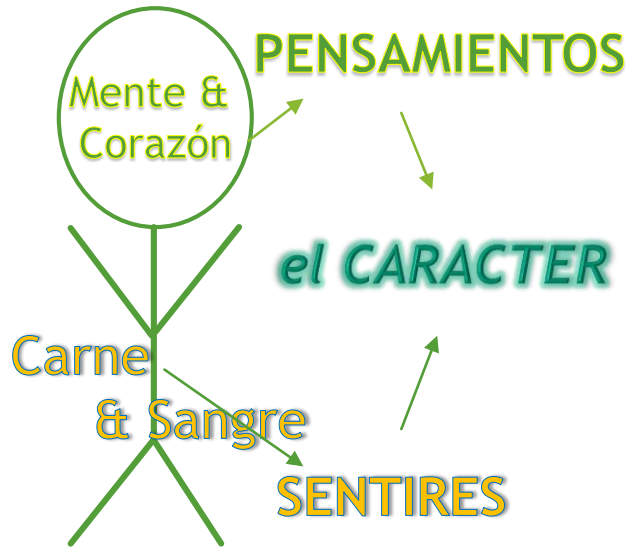 PENSAMIENTOS
Mente &
Corazón
el CARACTER
Carne
& Sangre
SENTIRES